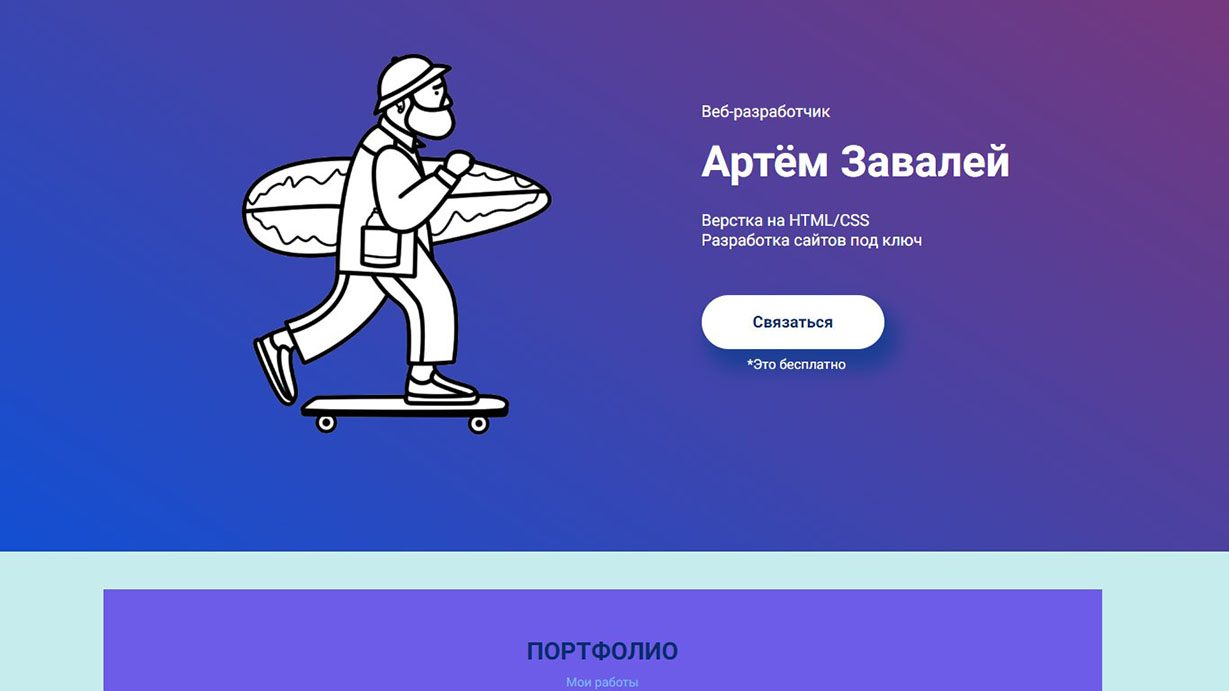 Веб-разработчик
Артём Завалей
Верстка на HTML/CSS
Разработка сайтов под ключ
Связаться
*Это бесплатно
ПОРТФОЛИО
Мои работы